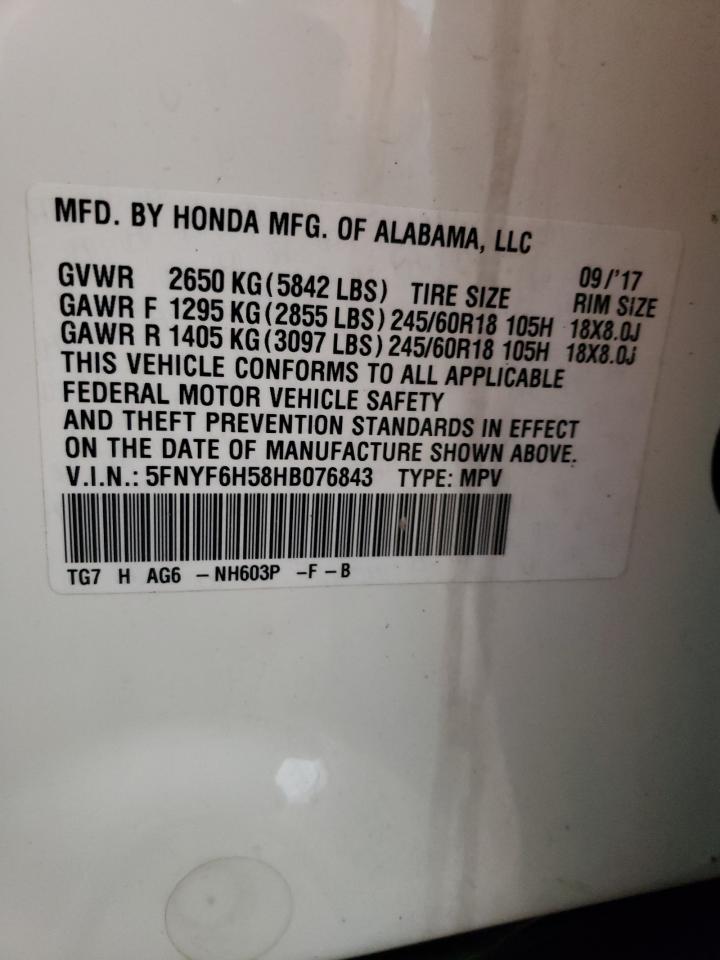 MFD. BY HONDA MFG. OF ALABAMA, LLC
09/'17
GVWR 2650 KG(5842 LBS) TIRE SIZE RIM SIZE
GAWR F 1295 KG(2855 LBS) 245/60R18 105H 18X8.0J
GAWR R 1405 KG(3097 LBS) 245/60R18 105H 18X8.0J
THIS VEHICLE CONFORMS TO ALL APPLICABLE
FEDERAL MOTOR VEHICLE SAFETY
AND THEFT PREVENTION STANDARDS IN EFFECT
ON THE DATE OF MANUFACTURE SHOWN ABOVE.
V.I.N.: 5FNYF6H58HB076843 TYPE: MPV
TG7 H AG6 –NH603P –F–B